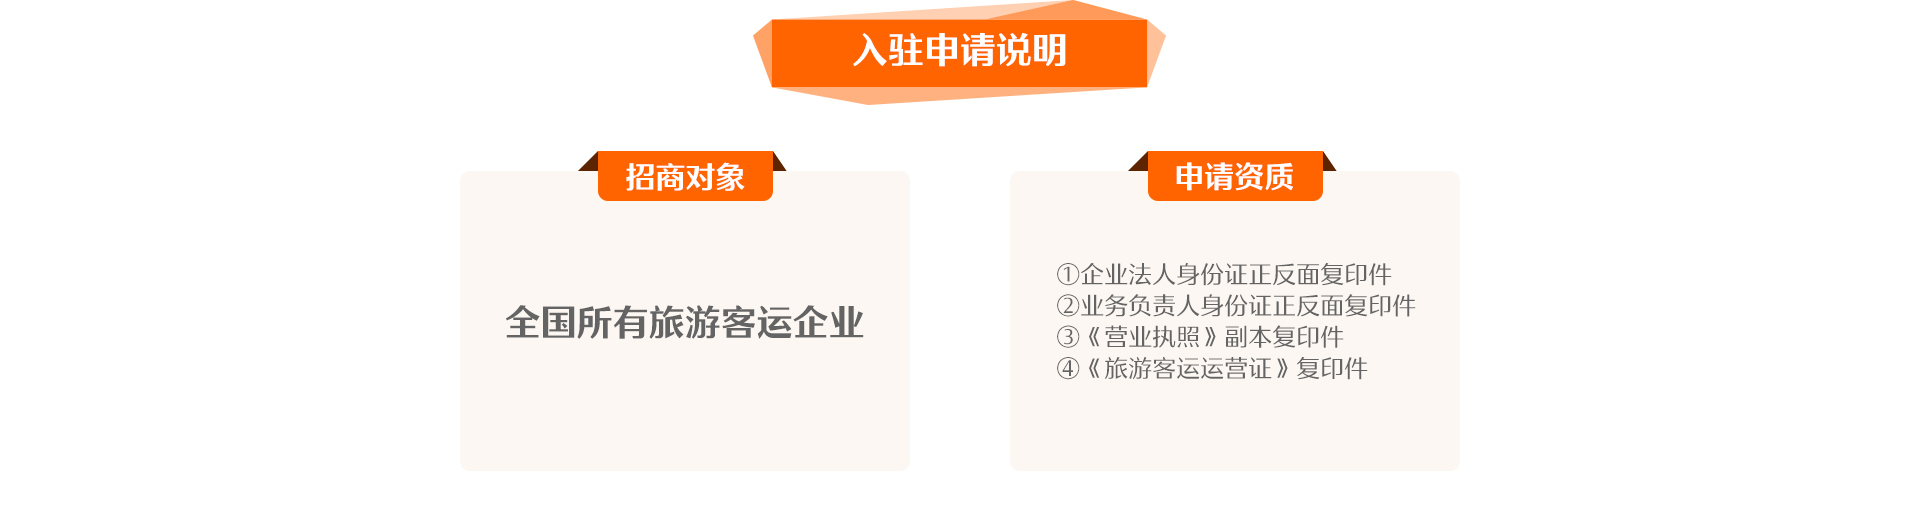 入驻申请说明
招商对象
全国所有旅游客运企业
申请资质
①企业法人身份证正反面复印件
②业务负责人身份证正反面复印件
③《营业执照》副本复印件
④《旅游客运运营证》复印件